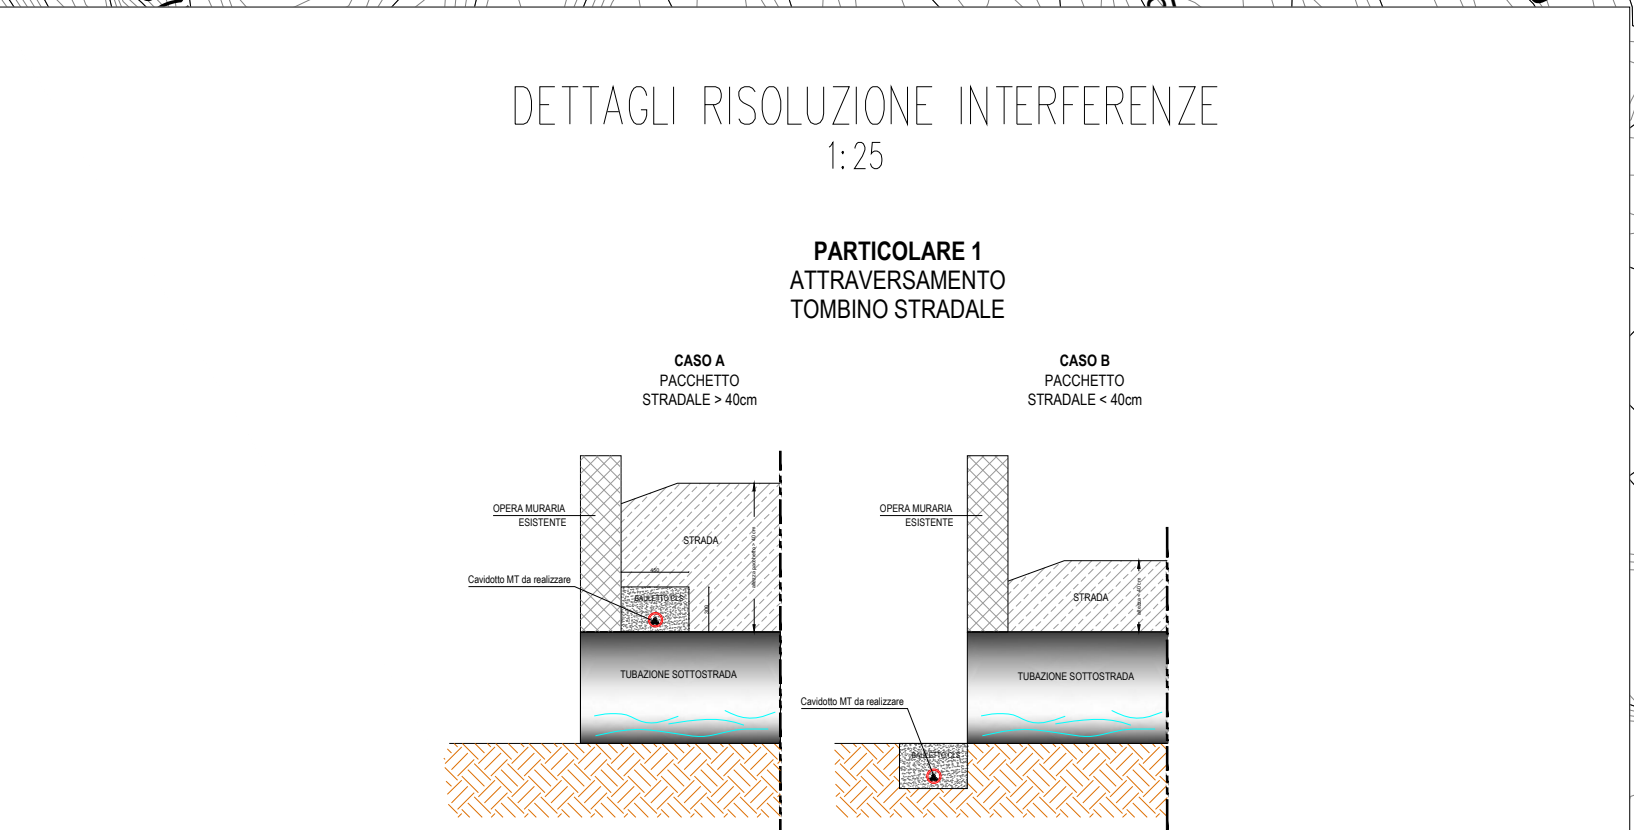 DETTAGLI RISOLUZIONE INTERFERENZE
1:25
PARTICOLARE 1
ATTRAVERSAMENTO
TOMBINO STRADALE
CASO A
PACCHETTO
STRADALE > 40cm
CASO B
PACCHETTO
STRADALE < 40cm
OPERA MURARIA
ESISTENTE
STRADA
450
Cavidotto MT da realizzare
BAULETTO CLS
300
TUBAZIONE SOTTOSTRADA
OPERA MURARIA
ESISTENTE
STRADA
TUBAZIONE SOTTOSTRADA
Cavidotto MT da realizzare
BAULETTO CLS